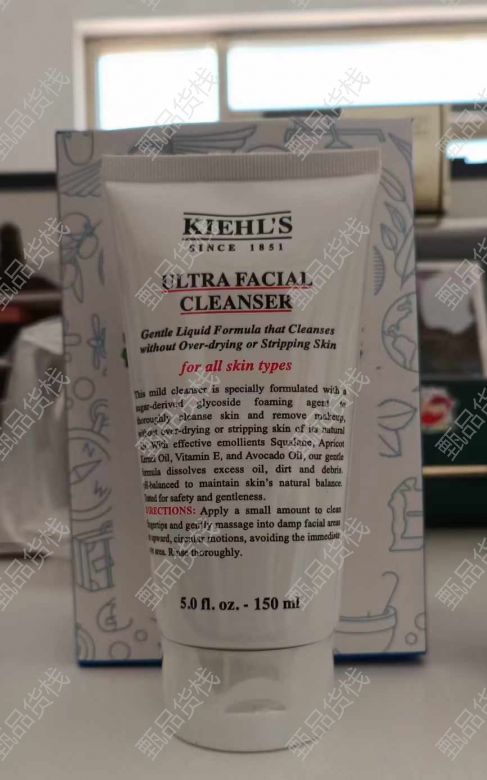 KIEHL'S
SINCE 1851
ULTRA FACIAL
CLEANSER
Gentle Liquid Formula that Cleanses
without Over-drying or Stripping Skin
for all skin types
This mild cleanser is specially formulated with a
sugar-derived glycoside foaming agent
thoroughly cleanse skin and remove makeup,
without over-drying or stripping skin of its natural
With effective emollients Squalane, Apricot
Kernel Oil, Vitamin E, and Avocado Oil, our gentle
formula dissolves excess oil, dirt and debris.
pH-balanced to maintain skin's natural balance.
Tested for safety and gentleness.
DIRECTIONS: Apply a small amount to clean
fingertips and gently massage into damp facial areas
upward, circular motions, avoiding the immediate
area. Rinse thoroughly.
5.0 fl. oz. - 150 ml
甄品货栈